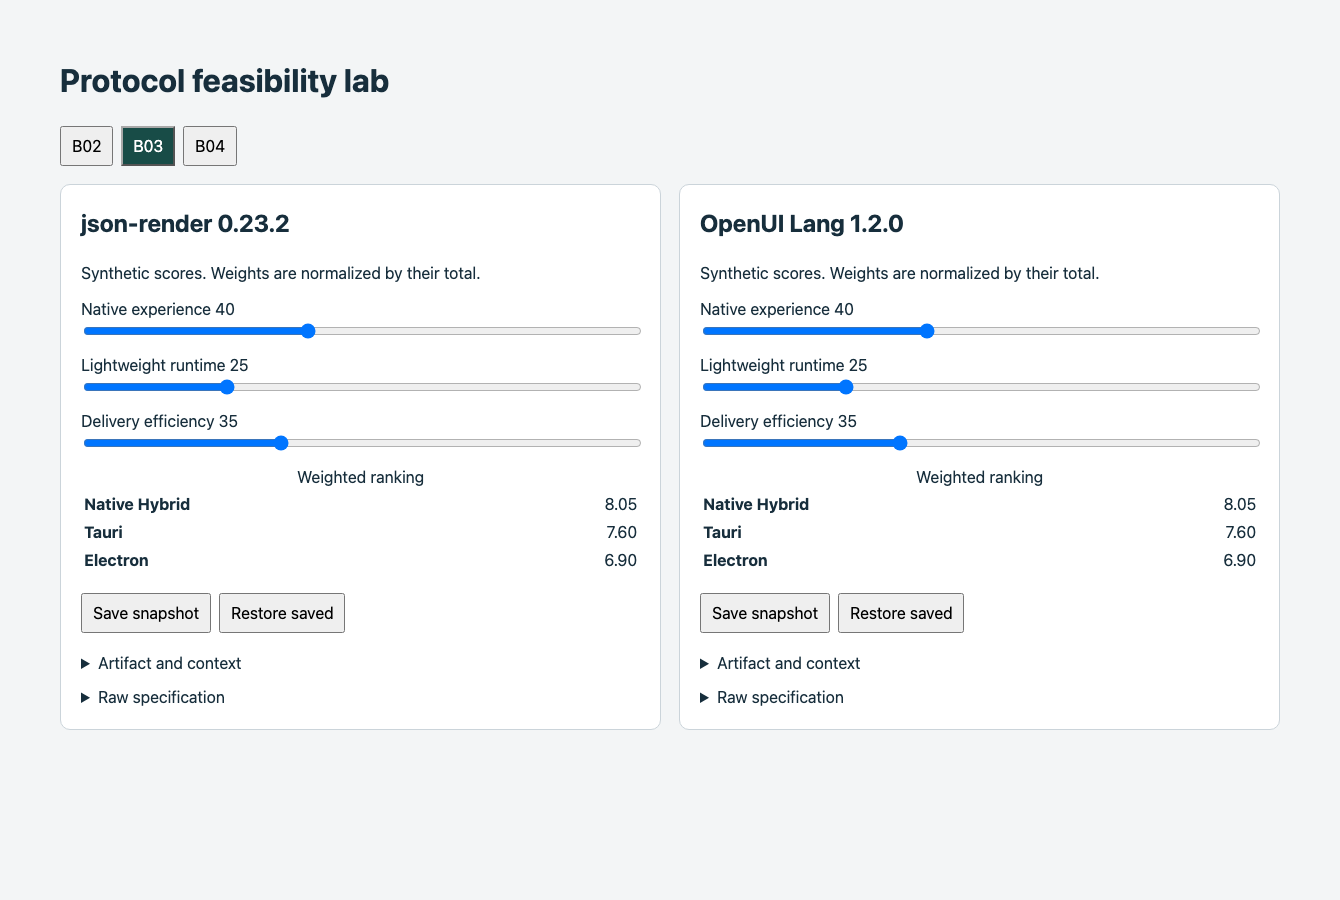 Protocol feasibility lab
B02 B03 B04
json-render 0.23.2
Synthetic scores. Weights are normalized by their total.
Native experience 40
Lightweight runtime 25
Delivery efficiency 35
Weighted ranking
Native Hybrid 8.05
Tauri 7.60
Electron 6.90
Save snapshot Restore saved
Artifact and context
Raw specification
OpenUI Lang 1.2.0
Synthetic scores. Weights are normalized by their total.
Native experience 40
Lightweight runtime 25
Delivery efficiency 35
Weighted ranking
Native Hybrid 8.05
Tauri 7.60
Electron 6.90
Save snapshot Restore saved
Artifact and context
Raw specification